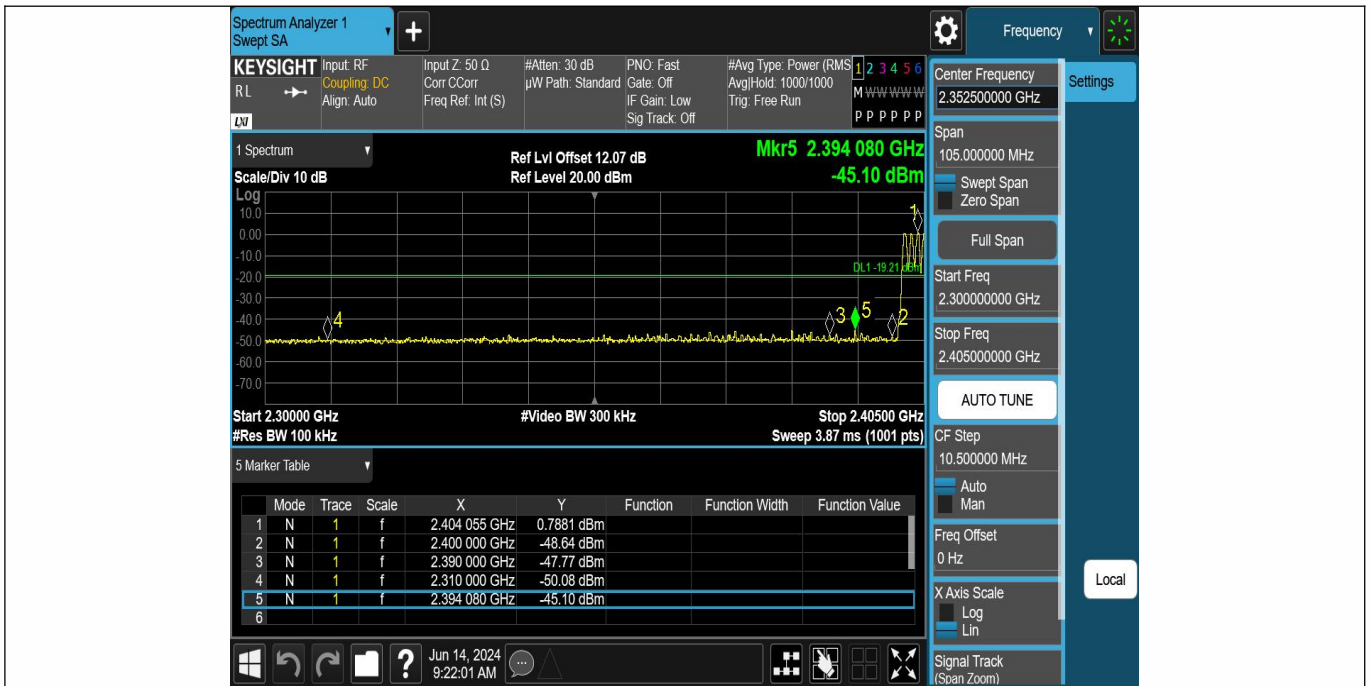 Spectrum Analyzer 1
Swept SA
+
Frequency
KEYSIGHT
RL
LXI
Input: RF
Coupling: DC
Align: Auto
Input Z: 50 Ω
Corr CCorr
Freq Ref: Int (S)
#Atten: 30 dB
µW Path: Standard
PNO: Fast
Gate: Off
IF Gain: Low
Sig Track: Off
#Avg Type: Power (RMS
Avg|Hold: 1000/1000
Trig: Free Run
1 2 3 4 5 6
M W W W W W
P P P P P P
Center Frequency
2.352500000 GHz
Settings
1 Spectrum
Scale/Div 10 dB
Ref Lvl Offset 12.07 dB
Ref Level 20.00 dBm
Mkr5 2.394 080 GHz
-45.10 dBm
Log
10.0
0.00
-10.0
-20.0
-30.0
-40.0
-50.0
-60.0
-70.0
1
DL1 -19.21 dBm
4
3
5
2
Start 2.30000 GHz
#Video BW 300 kHz
Stop 2.40500 GHz
#Res BW 100 kHz
Sweep 3.87 ms (1001 pts)
Span
105.000000 MHz
Swept Span
Zero Span
Full Span
Start Freq
2.300000000 GHz
Stop Freq
2.405000000 GHz
AUTO TUNE
CF Step
10.500000 MHz
Auto
Man
Freq Offset
0 Hz
X Axis Scale
Log
Lin
Signal Track
(Span Zoom)
Local
5 Marker Table
Mode Trace Scale X Y Function Function Width Function Value
1 N 1 f 2.404 055 GHz 0.7881 dBm
2 N 1 f 2.400 000 GHz -48.64 dBm
3 N 1 f 2.390 000 GHz -47.77 dBm
4 N 1 f 2.310 000 GHz -50.08 dBm
5 N 1 f 2.394 080 GHz -45.10 dBm
6
?
Jun 14, 2024
9:22:01 AM